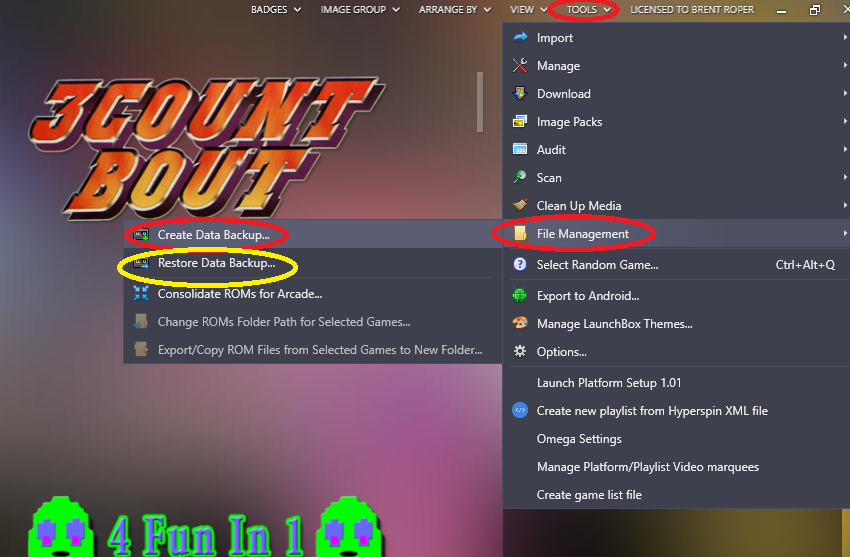 BADGES IMAGE GROUP ARRANGE BY VIEW TOOLS LICENSED TO BRENT ROPER
Import
Manage
Download
Image Packs
Audit
Scan
Clean Up Media
File Management
Select Random Game... Ctrl+Alt+Q
Export to Android...
Manage LaunchBox Themes...
Options...
Launch Platform Setup 1.01
Create new playlist from Hyperspin XML file
Omega Settings
Manage Platform/Playlist Video marquees
Create game list file
Create Data Backup...
Restore Data Backup...
Consolidate ROMs for Arcade...
Change ROMs Folder Path for Selected Games...
Export/Copy ROM Files from Selected Games to New Folder...
3COUNT
BOUT
4 Fun In 1